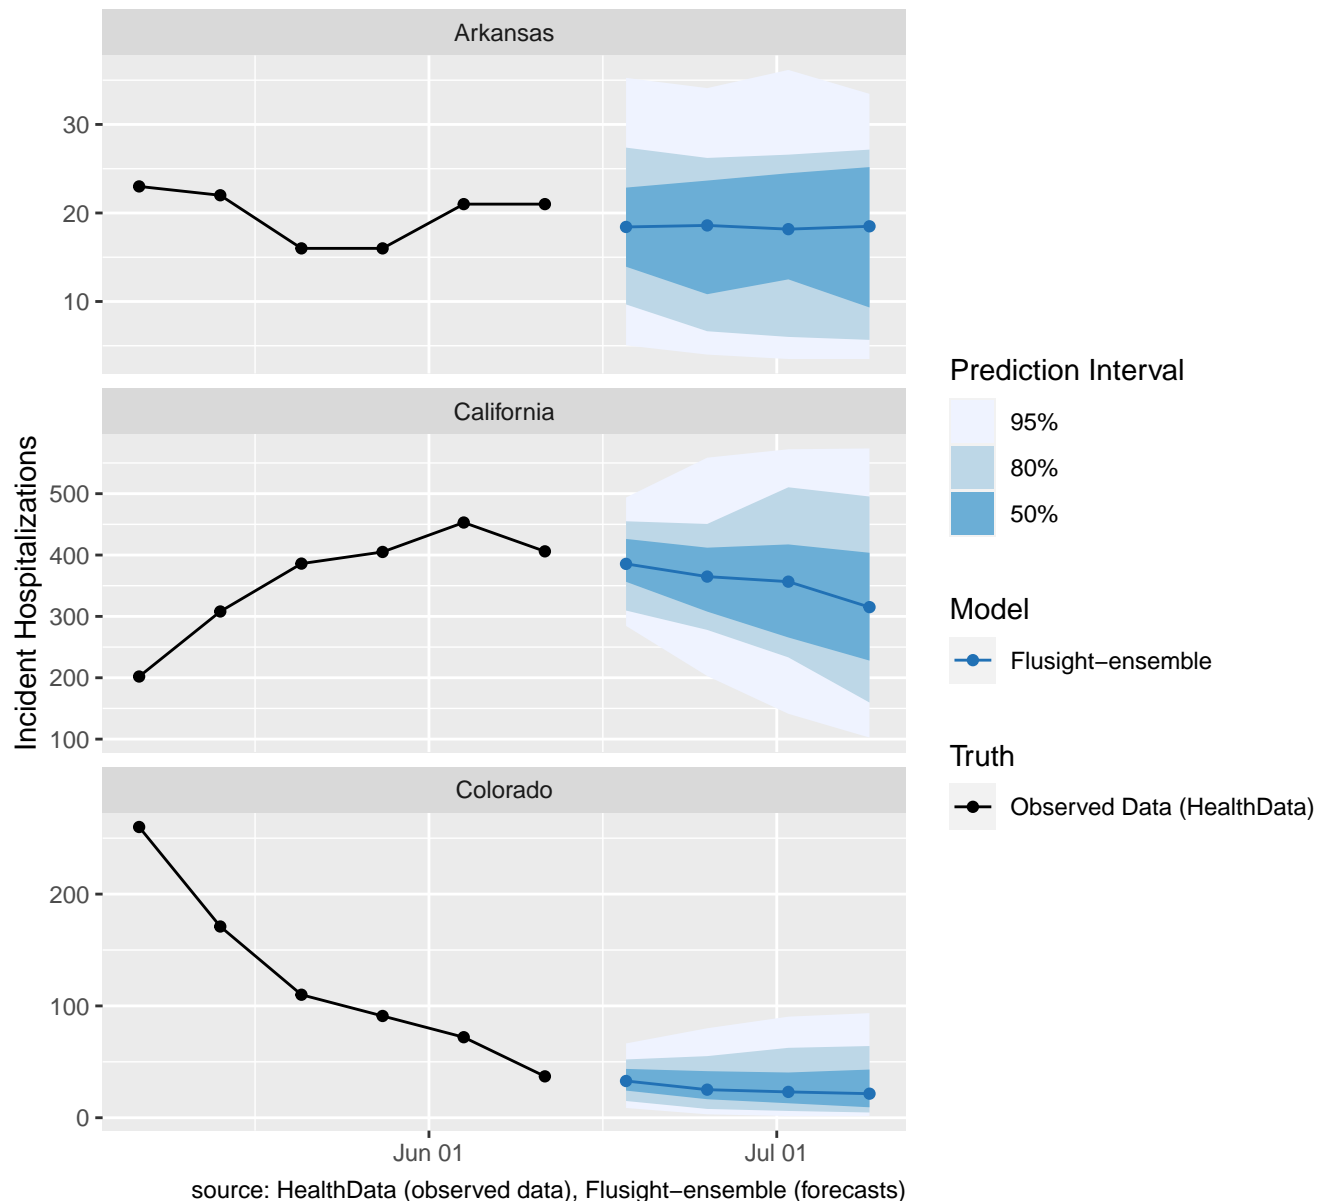 Arkansas
30
20
10
California
500
400
300
200
100
Colorado
200
100
0
Jun 01
Jul 01
Incident Hospitalizations
source: HealthData (observed data), Flusight−ensemble (forecasts)
Prediction Interval
95%
80%
50%
Model
Flusight−ensemble
Truth
Observed Data (HealthData)